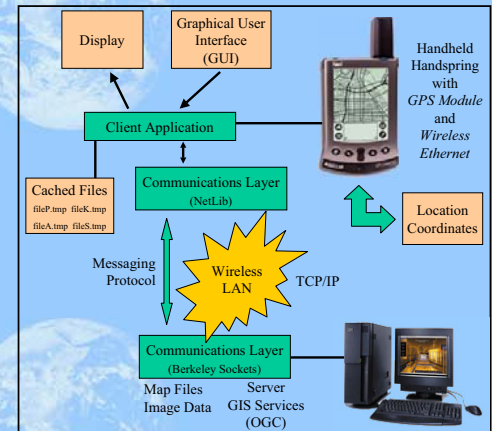 Display
Graphical User
Interface
(GUI)
Handheld
Handspring
with
GPS Module
and
Wireless
Ethernet
Client Application
Cached Files
fileP.tmp fileK.tmp
fileA.tmp fileS.tmp
Communications Layer
(NetLib)
Location
Coordinates
Messaging
Protocol
Wireless
LAN
TCP/IP
Communications Layer
(Berkeley Sockets)
Map Files
Image Data
Server
GIS Services
(OGC)